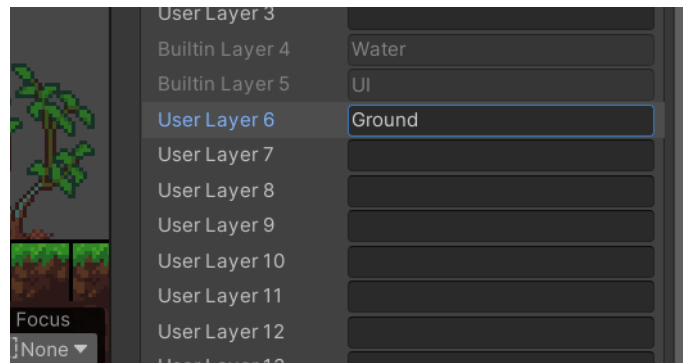 User Layer 3
Builtin Layer 4 Water
Builtin Layer 5 UI
User Layer 6 Ground
User Layer 7
User Layer 8
User Layer 9
User Layer 10
User Layer 11
Focus
User Layer 12
None